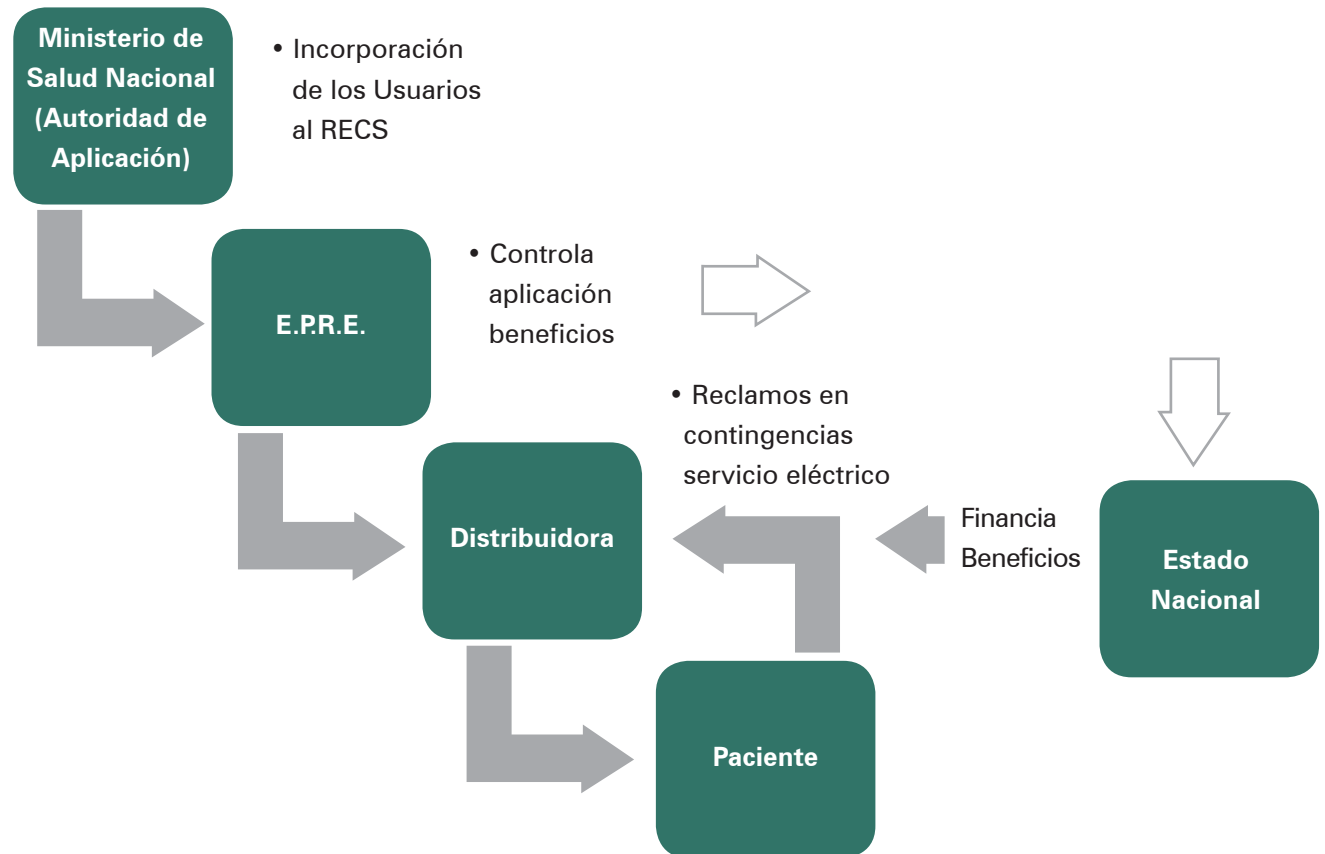 Ministerio de
Salud Nacional
(Autoridad de
Aplicación)
• Incorporación
de los Usuarios
al RECS
E.P.R.E.
• Controla
aplicación
beneficios
• Reclamos en
contingencias
servicio eléctrico
Distribuidora
Financia
Beneficios
Estado
Nacional
Paciente